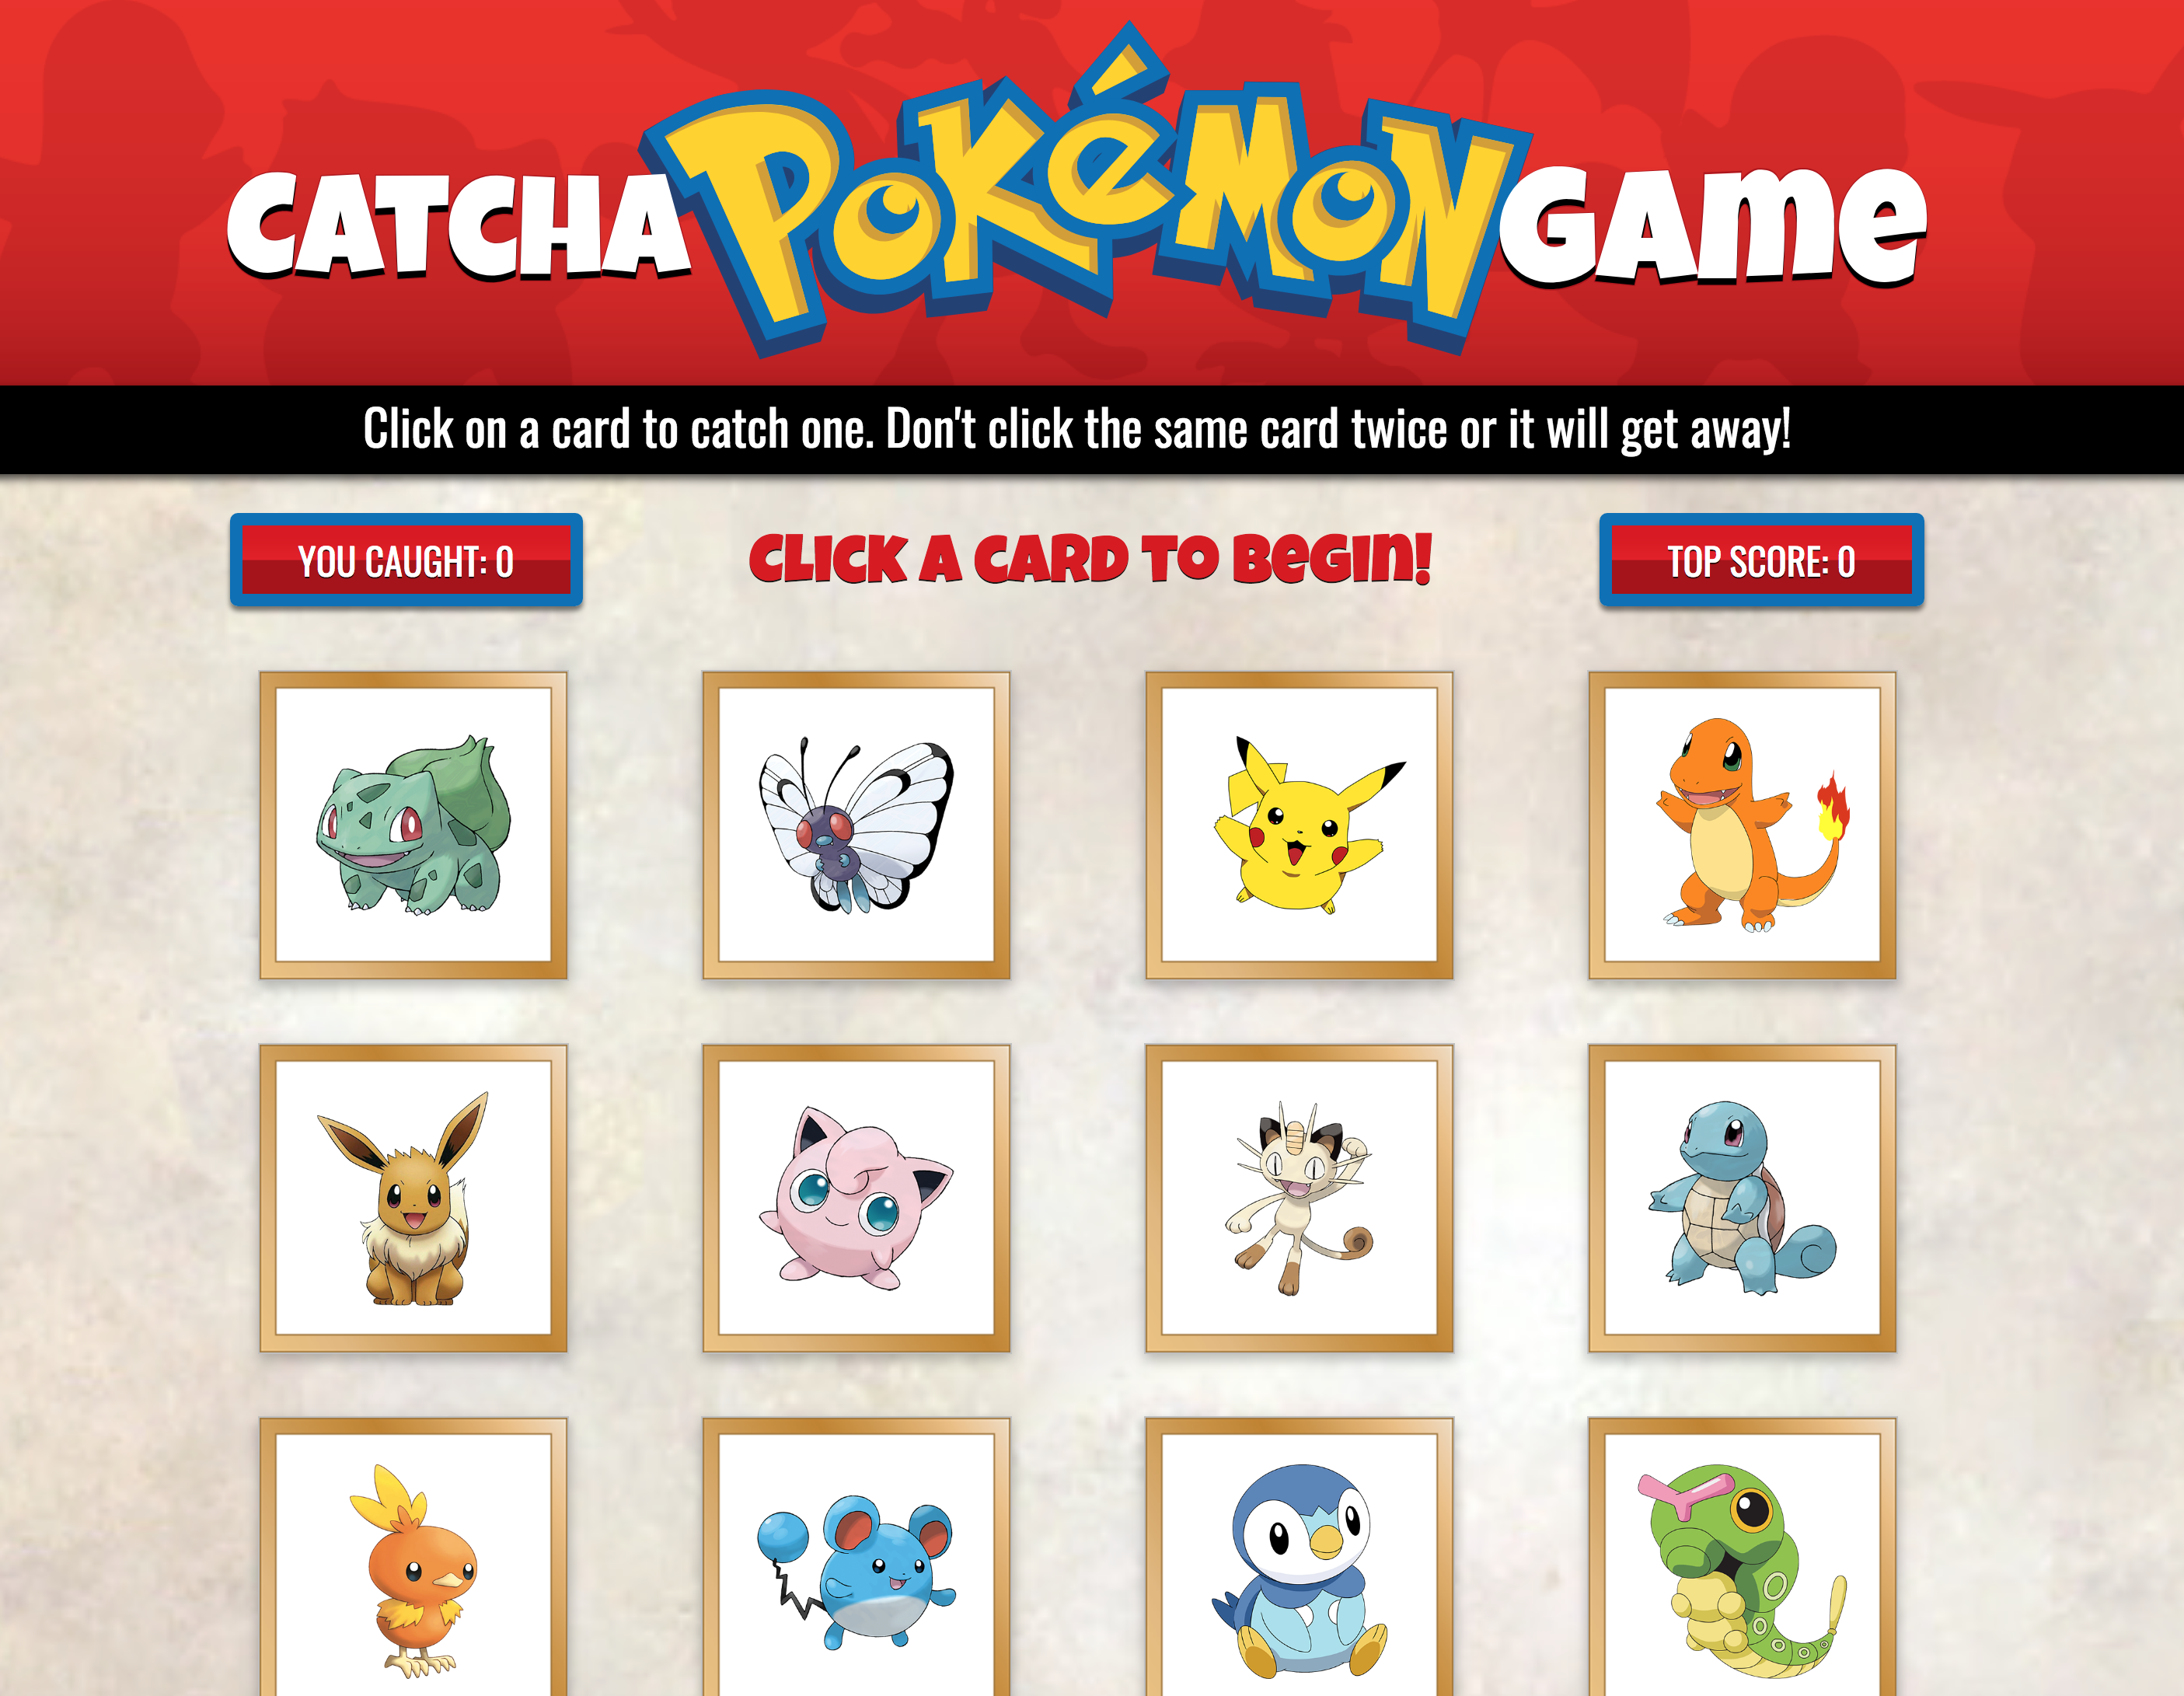 CATCHA POKÉMON GAME
Click on a card to catch one. Don't click the same card twice or it will get away!
YOU CAUGHT: 0
CLICK A CARD TO BEGIN!
TOP SCORE: 0